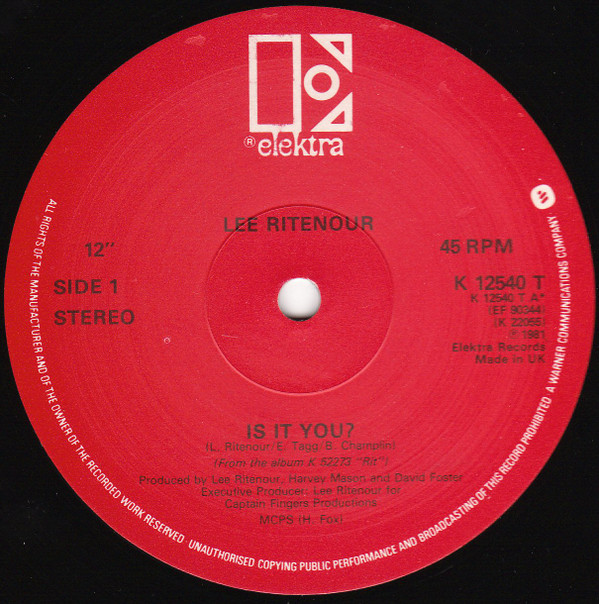 ® elektra
LEE RITENOUR
12"
45 RPM
SIDE 1
STEREO
K 12540 T
K 12540 T A*
(EF 90244)
(K 22056)
℗ 1981
Elektra Records
Made in UK
IS IT YOU?
(L. Ritenour/E. Tagg/B. Champlin)
(From the album K 52273 "Rit")
Produced by Lee Ritenour, Harvey Mason and David Foster
Executive Producer: Lee Ritenour for
Captain Fingers Productions
MCPS (H. Fox)
ALL RIGHTS OF THE MANUFACTURER AND OF THE OWNER OF THE RECORDED WORK RESERVED UNAUTHORISED COPYING PUBLIC PERFORMANCE AND BROADCASTING OF THIS RECORD PROHIBITED A WARNER COMMUNICATIONS COMPANY